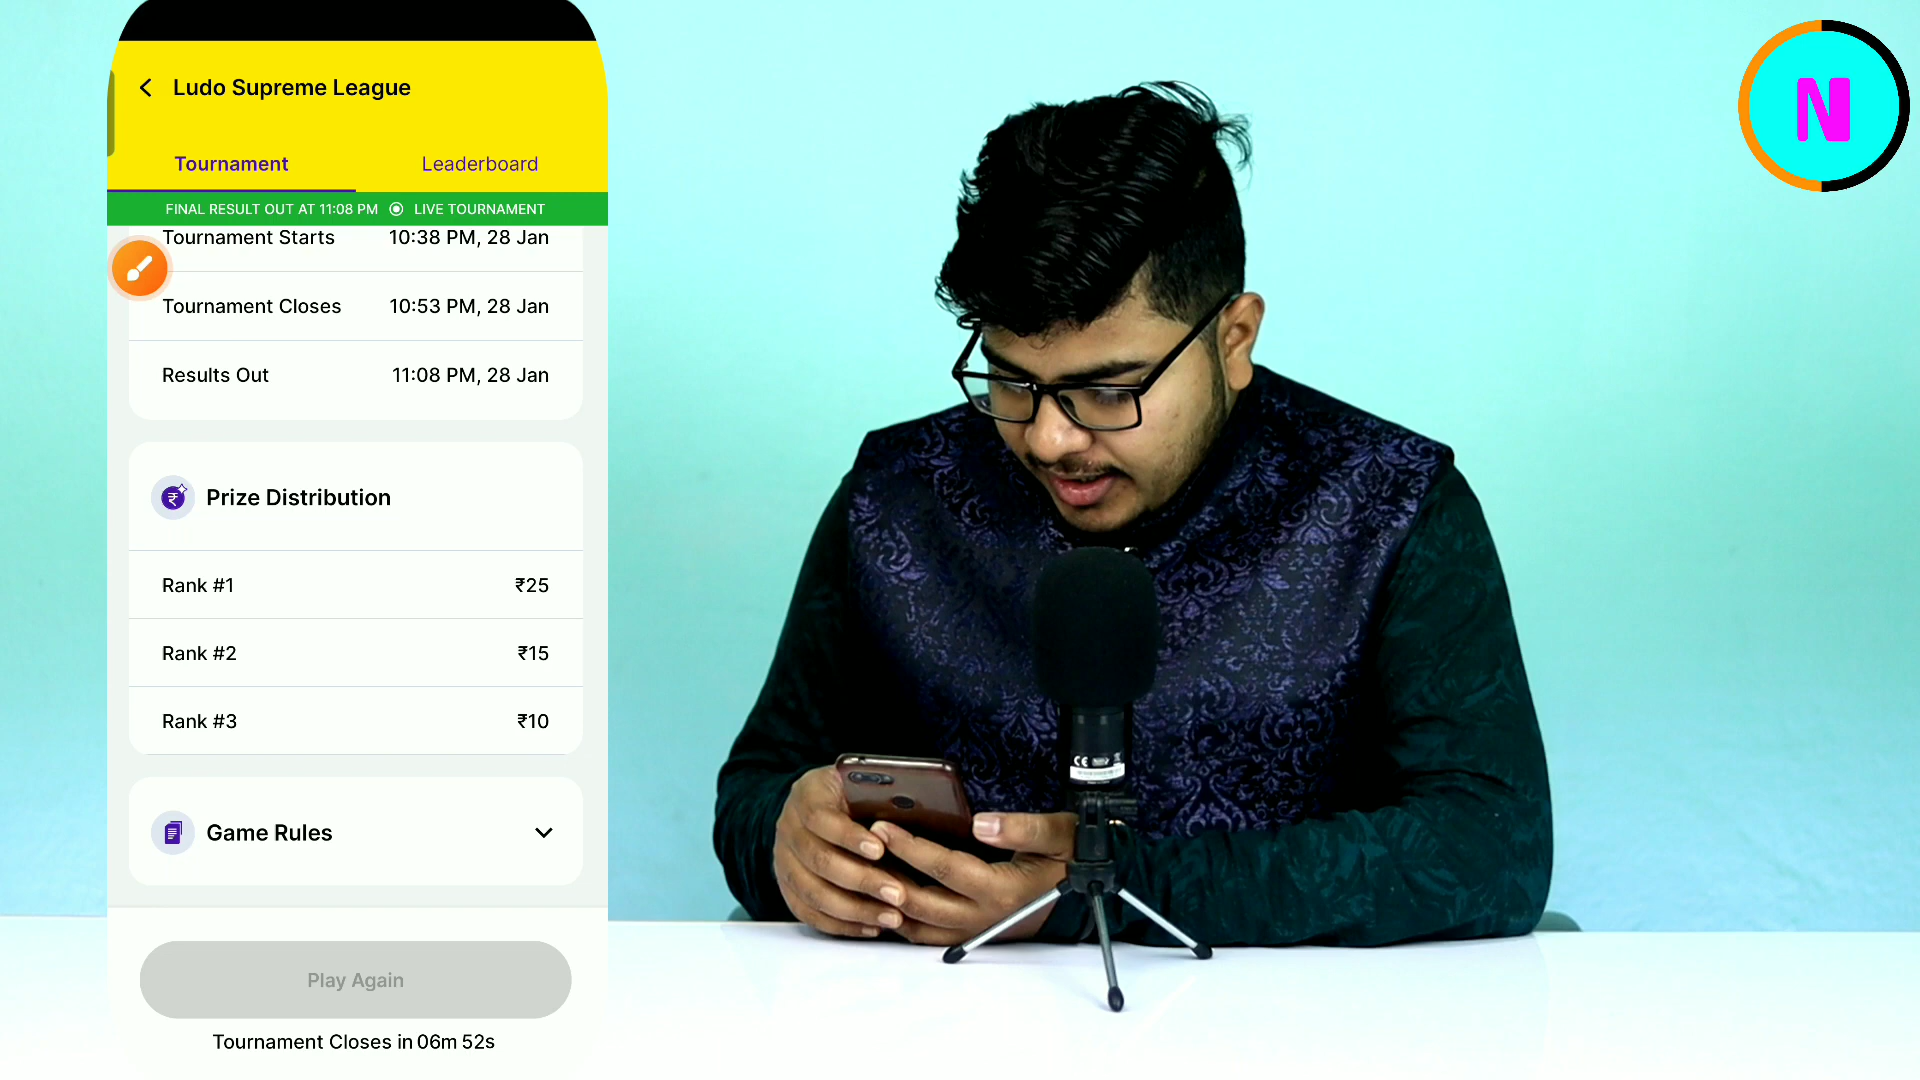 Ludo Supreme League
Tournament
Leaderboard
FINAL RESULT OUT AT 11:08 PM LIVE TOURNAMENT
Tournament Starts 10:38 PM, 28 Jan
Tournament Closes 10:53 PM, 28 Jan
Results Out 11:08 PM, 28 Jan
Prize Distribution
Rank #1 ₹25
Rank #2 ₹15
Rank #3 ₹10
Game Rules
Play Again
Tournament Closes in 06m 52s
N
CE